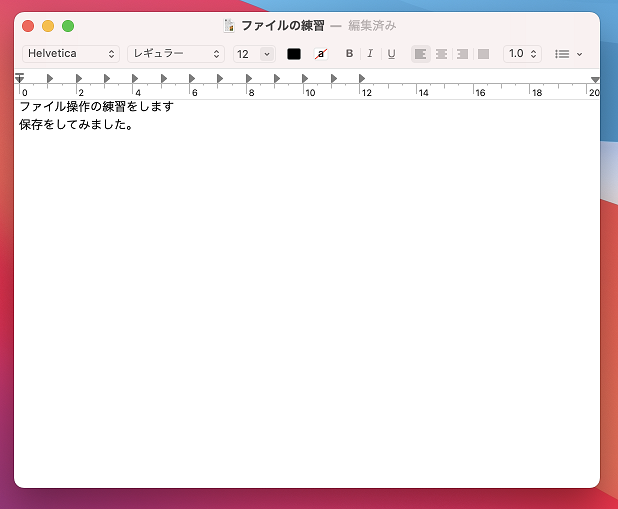 ファイルの練習 — 編集済み
Helvetica レギュラー 12 a B I U 1.0
0 2 4 6 8 10 12 14 16 18 20
ファイル操作の練習をします
保存をしてみました。